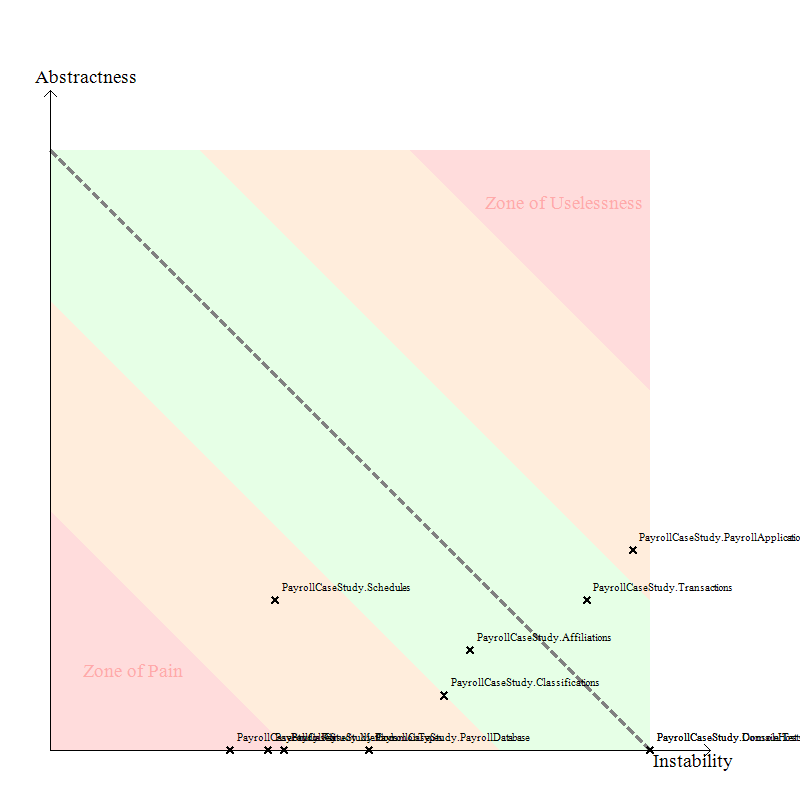 Abstractness
Zone of Uselessness
PayrollCaseStudy.PayrollApplicatio
PayrollCaseStudy.Schedules
PayrollCaseStudy.Transactions
PayrollCaseStudy.Affiliations
Zone of Pain
PayrollCaseStudy.Classifications
PayrollDatabase
Instability